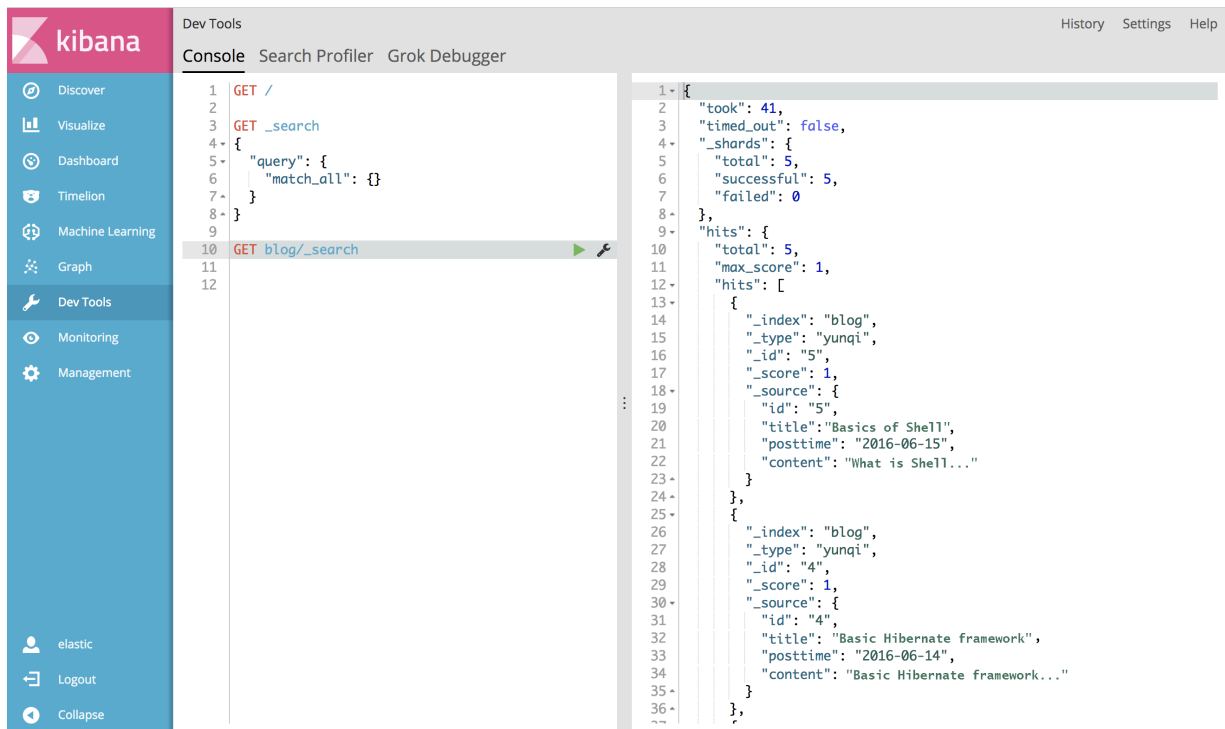 kibana
Discover
Visualize
Dashboard
Timelion
Machine Learning
Graph
Dev Tools
Monitoring
Management
elastic
Logout
Collapse
Dev Tools
History Settings Help
Console Search Profiler Grok Debugger
1 GET /
2
3 GET _search
4 {
5 "query": {
6 "match_all": {}
7 }
8 }
9
10 GET blog/_search
11
12
1 {
2 "took": 41,
3 "timed_out": false,
4 "_shards": {
5 "total": 5,
6 "successful": 5,
7 "failed": 0
8 },
9 "hits": {
10 "total": 5,
11 "max_score": 1,
12 "hits": [
13 {
14 "_index": "blog",
15 "_type": "yunqi",
16 "_id": "5",
17 "_score": 1,
18 "_source": {
19 "id": "5",
20 "title":"Basics of Shell",
21 "posttime": "2016-06-15",
22 "content": "What is Shell..."
23 }
24 },
25 {
26 "_index": "blog",
27 "_type": "yunqi",
28 "_id": "4",
29 "_score": 1,
30 "_source": {
31 "id": "4",
32 "title": "Basic Hibernate framework",
33 "posttime": "2016-06-14",
34 "content": "Basic Hibernate framework..."
35 }
36 },